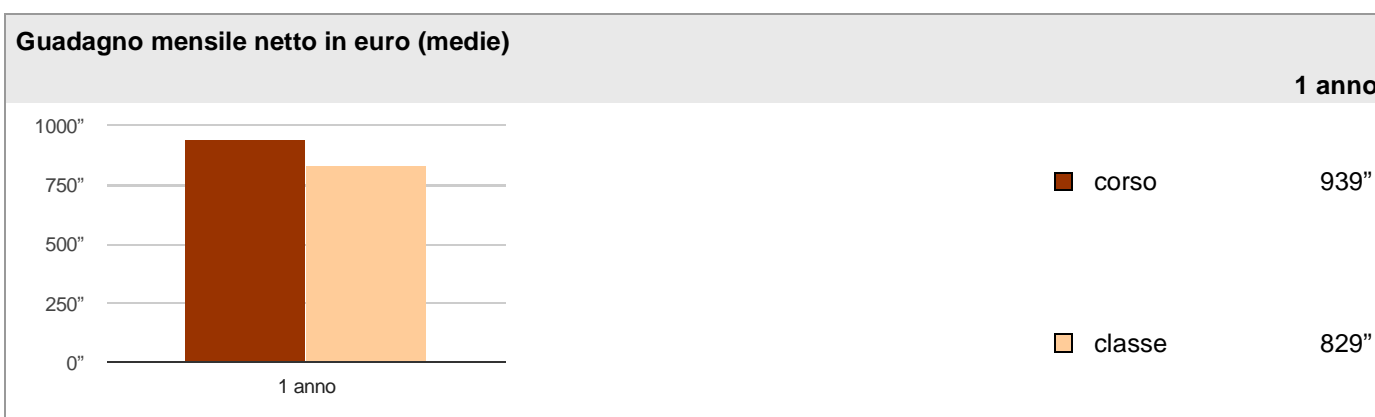 Guadagno mensile netto in euro (medie)
1 anno
1000”
750”
500”
250”
0”
1 anno
corso 939”
classe 829”